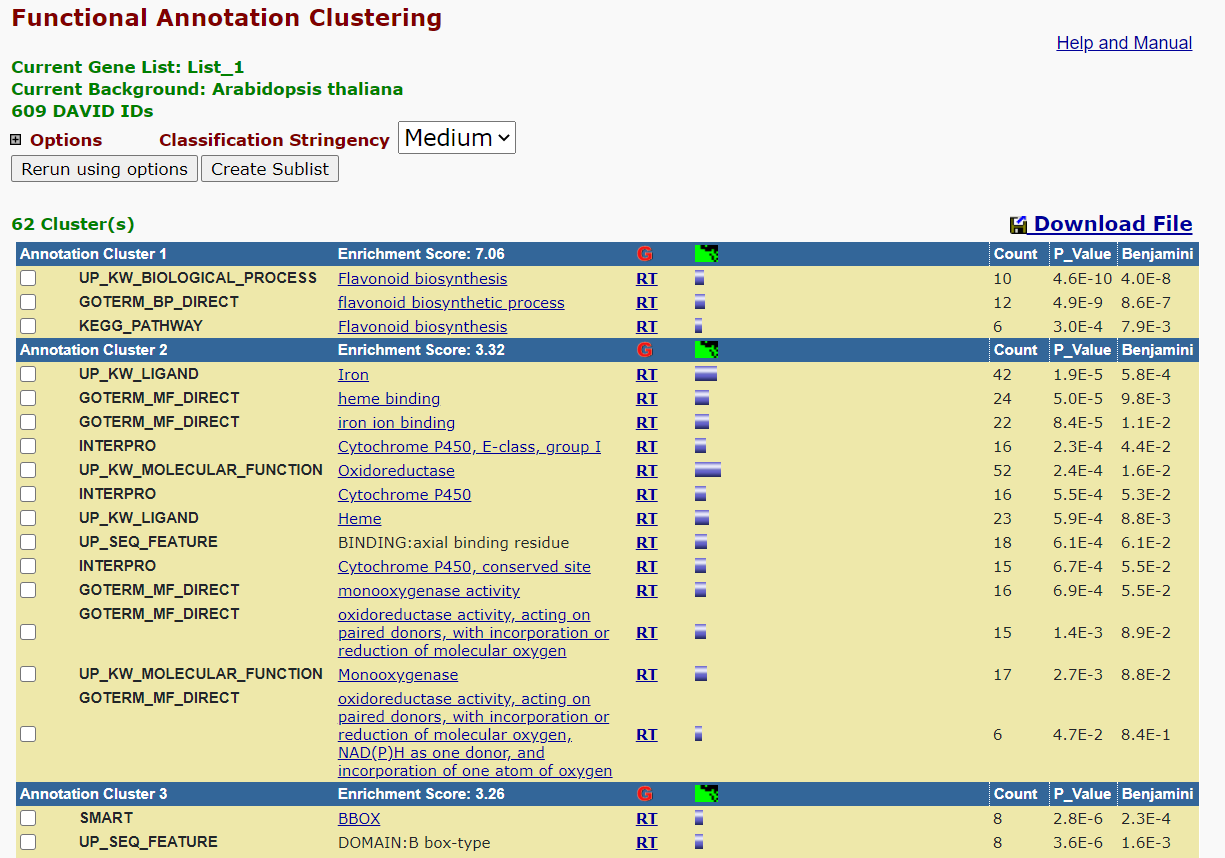 Functional Annotation Clustering
Help and Manual
Current Gene List: List_1
Current Background: Arabidopsis thaliana
609 DAVID IDs
Options Classification Stringency Medium
Rerun using options Create Sublist
62 Cluster(s) Download File
Annotation Cluster 1 Enrichment Score: 7.06 G Count P_Value Benjamini
UP_KW_BIOLOGICAL_PROCESS Flavonoid biosynthesis RT 10 4.6E-10 4.0E-8
GOTERM_BP_DIRECT flavonoid biosynthetic process RT 12 4.9E-9 8.6E-7
KEGG_PATHWAY Flavonoid biosynthesis RT 6 3.0E-4 7.9E-3
Annotation Cluster 2 Enrichment Score: 3.32 G Count P_Value Benjamini
UP_KW_LIGAND Iron RT 42 1.9E-5 5.8E-4
GOTERM_MF_DIRECT heme binding RT 24 5.0E-5 9.8E-3
GOTERM_MF_DIRECT iron ion binding RT 22 8.4E-5 1.1E-2
INTERPRO Cytochrome P450, E-class, group I RT 16 2.3E-4 4.4E-2
UP_KW_MOLECULAR_FUNCTION Oxidoreductase RT 52 2.4E-4 1.6E-2
INTERPRO Cytochrome P450 RT 16 5.5E-4 5.3E-2
UP_KW_LIGAND Heme RT 23 5.9E-4 8.8E-3
UP_SEQ_FEATURE BINDING:axial binding residue RT 18 6.1E-4 6.1E-2
INTERPRO Cytochrome P450, conserved site RT 15 6.7E-4 5.5E-2
GOTERM_MF_DIRECT monooxygenase activity RT 16 6.9E-4 5.5E-2
GOTERM_MF_DIRECT oxidoreductase activity, acting on
paired donors, with incorporation or RT 15 1.4E-3 8.9E-2
reduction of molecular oxygen
UP_KW_MOLECULAR_FUNCTION Monooxygenase RT 17 2.7E-3 8.8E-2
GOTERM_MF_DIRECT oxidoreductase activity, acting on
paired donors, with incorporation or
reduction of molecular oxygen, RT 6 4.7E-2 8.4E-1
NAD(P)H as one donor, and
incorporation of one atom of oxygen
Annotation Cluster 3 Enrichment Score: 3.26 G Count P_Value Benjamini
SMART BBOX RT 8 2.8E-6 2.3E-4
UP_SEQ_FEATURE DOMAIN:B box-type RT 8 3.6E-6 1.6E-3